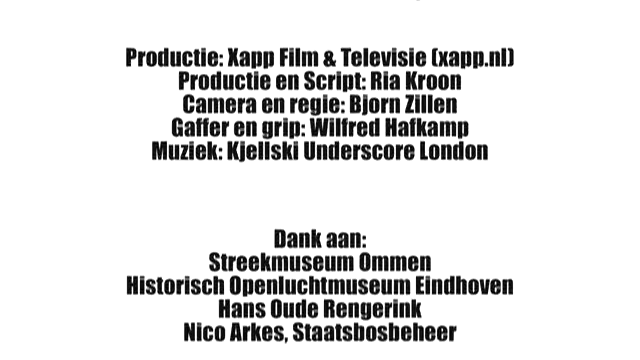 Productie: Xapp Film & Televisie (xapp.nl)
Productie en Script: Ria Kroon
Camera en regie: Bjorn Zillen
Gaffer en grip: Wilfred Hafkamp
Muziek: Kjellski Underscore London
Dank aan:
Streekmuseum Ommen
Historisch Openluchtmuseum Eindhoven
Hans Oude Rengerink
Nico Arkes, Staatsbosbeheer